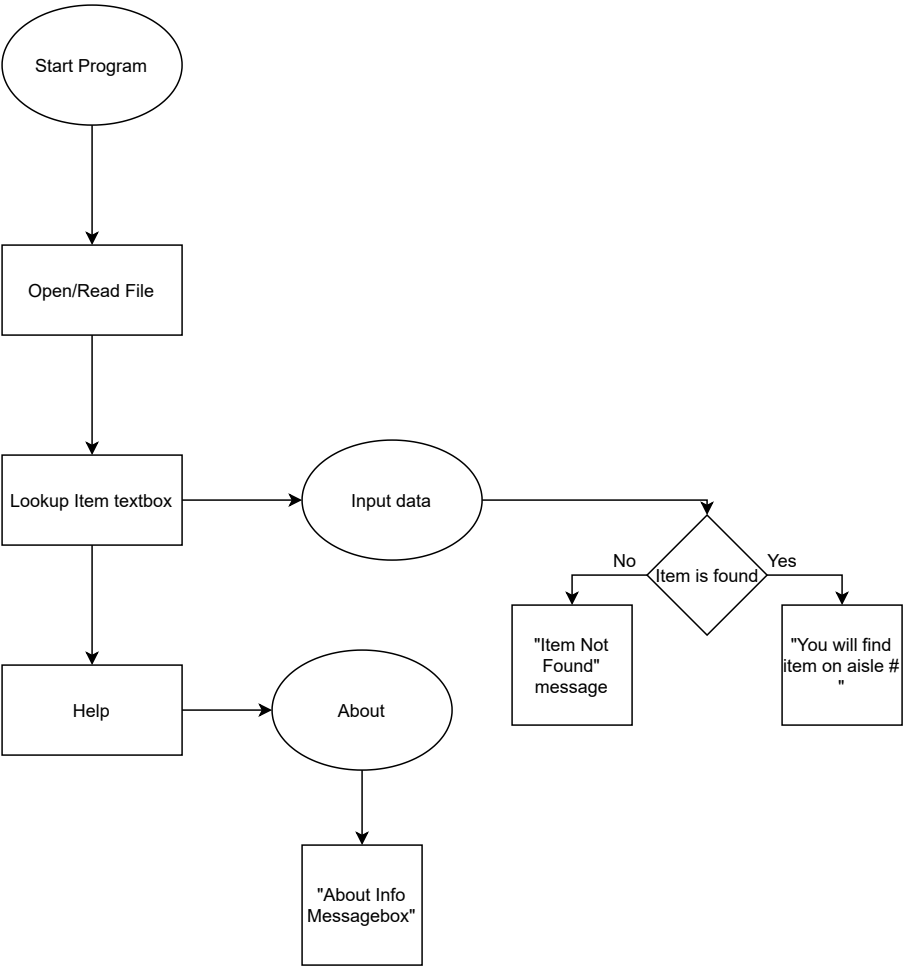 Start Program
Open/Read File
Lookup Item textbox
Input data
No
Item is found
Yes
"Item Not
Found"
message
"You will find
item on aisle #
"
Help
About
"About Info
Messagebox"